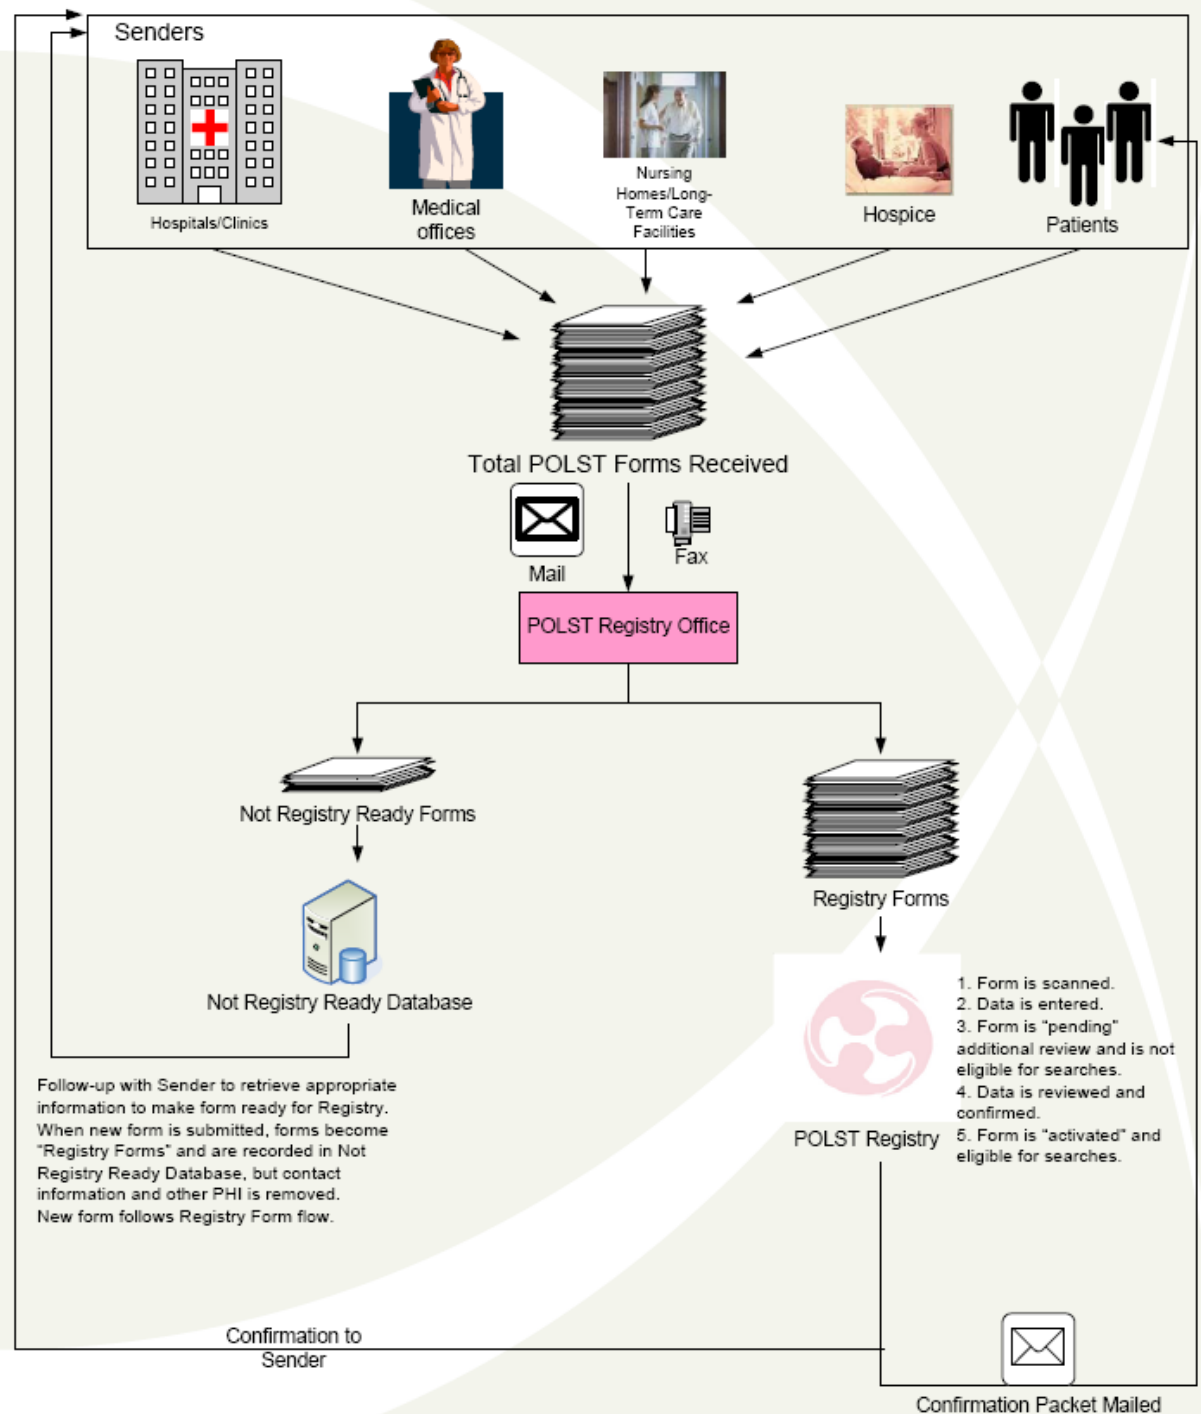 Senders
Hospitals/Clinics
Medical
offices
Nursing
Homes/Long-
Term Care
Facilities
Hospice
Patients
Total POLST Forms Received
Mail
Fax
POLST Registry Office
Not Registry Ready Forms
Registry Forms
Not Registry Ready Database
1. Form is scanned.
2. Data is entered.
3. Form is "pending"
additional review and is not
eligible for searches.
4. Data is reviewed and
confirmed.
5. Form is "activated" and
eligible for searches.
POLST Registry
Follow-up with Sender to retrieve appropriate
information to make form ready for Registry.
When new form is submitted, forms become
"Registry Forms" and are recorded in Not
Registry Ready Database, but contact
information and other PHI is removed.
New form follows Registry Form flow.
Confirmation to
Sender
Confirmation Packet Mailed